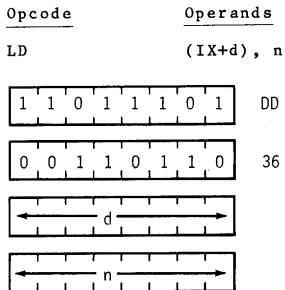 Opcode Operands
LD (IX+d), n
1 1 0 1 1 1 0 1 DD
0 0 1 1 0 1 1 0 36
d
n